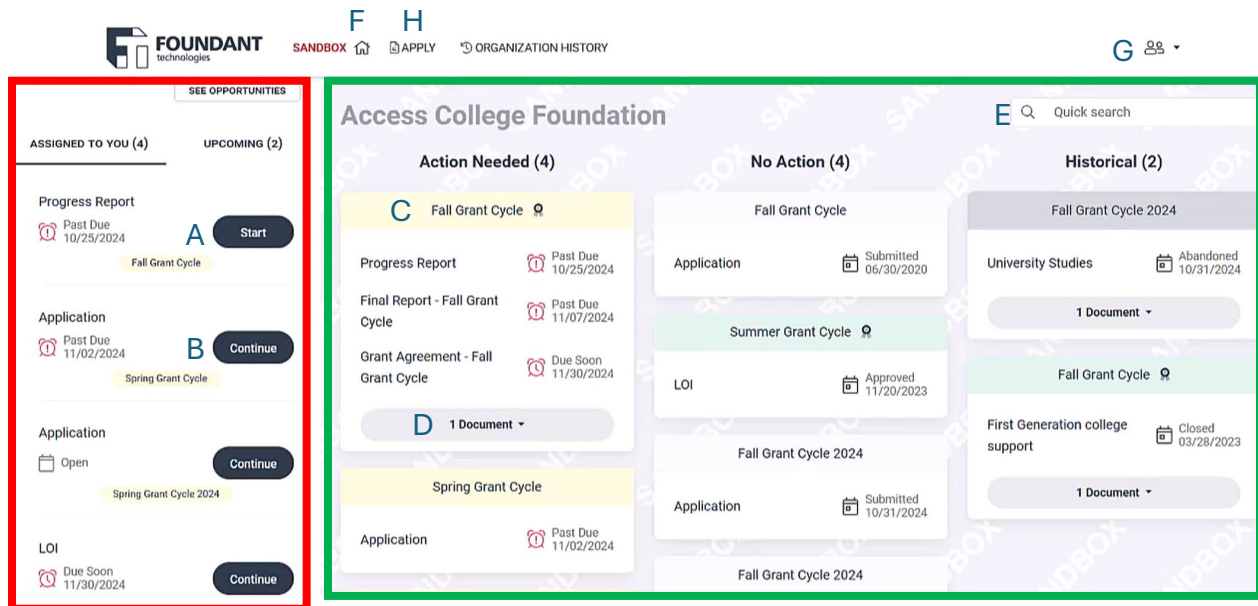 F H
FOUNDANT
technologies
SANDBOX APPLY ORGANIZATION HISTORY
G
SEE OPPORTUNITIES
ASSIGNED TO YOU (4) UPCOMING (2)
Progress Report
Past Due
10/25/2024
A Start
Fall Grant Cycle
Application
Past Due
11/02/2024
B Continue
Spring Grant Cycle
Application
Open
Continue
Spring Grant Cycle 2024
LOI
Due Soon
11/30/2024
Continue
Access College Foundation
E Quick search
Action Needed (4)
C Fall Grant Cycle
Progress Report
Past Due
10/25/2024
Final Report - Fall Grant
Cycle
Past Due
11/07/2024
Grant Agreement - Fall
Grant Cycle
Due Soon
11/30/2024
D 1 Document
Spring Grant Cycle
Application
Past Due
11/02/2024
No Action (4)
Fall Grant Cycle
Application
Submitted
06/30/2020
Summer Grant Cycle
LOI
Approved
11/20/2023
Fall Grant Cycle 2024
Application
Submitted
10/31/2024
Fall Grant Cycle 2024
Historical (2)
Fall Grant Cycle 2024
University Studies
Abandoned
10/31/2024
1 Document
Fall Grant Cycle
First Generation college
support
Closed
03/28/2023
1 Document